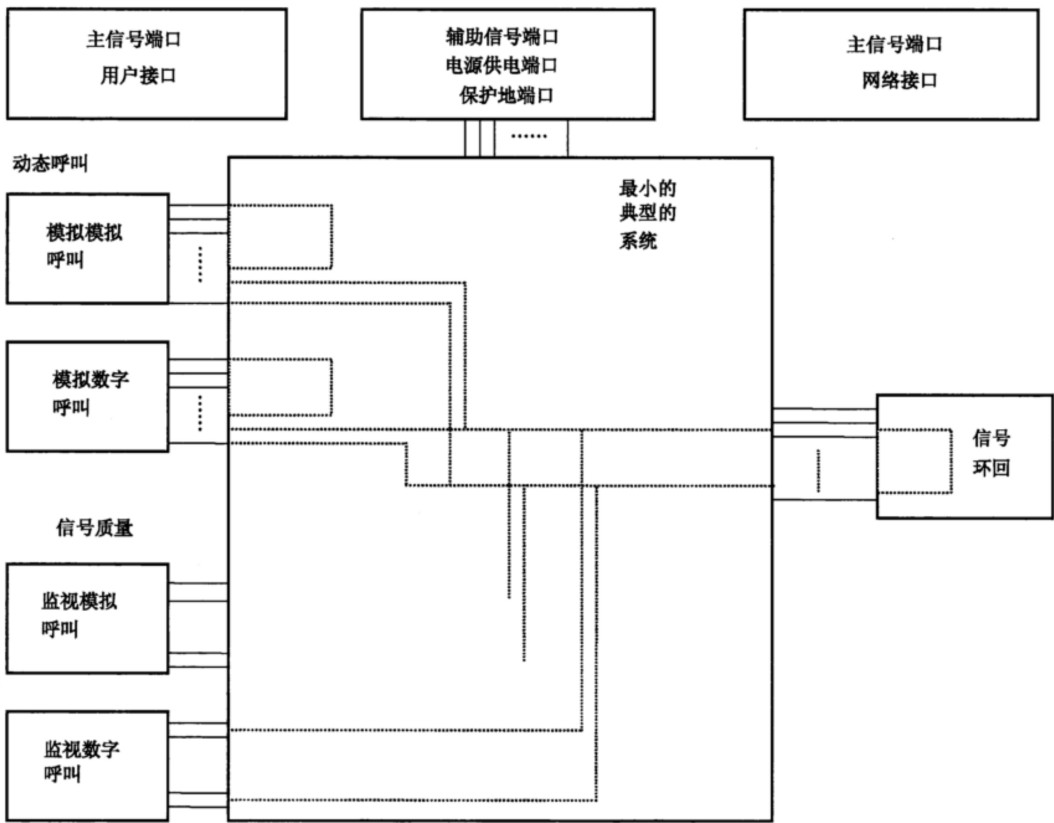 主信号端口
用户接口
辅助信号端口
电源供电端口
保护地端口
主信号端口
网络接口
动态呼叫
最小的
典型的
系统
模拟模拟
呼叫
模拟数字
呼叫
信号
环回
信号质量
监视模拟
呼叫
监视数字
呼叫